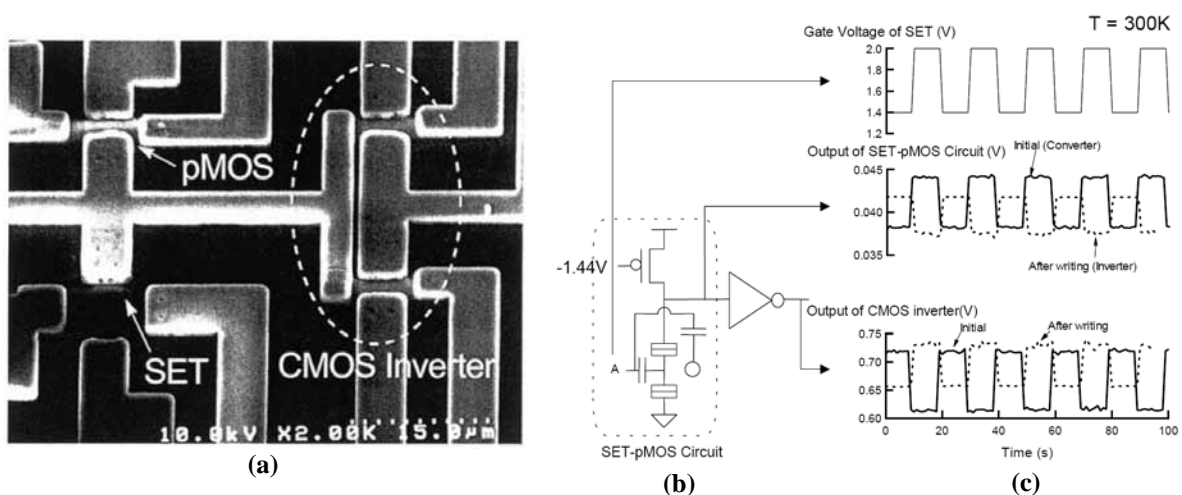 pMOS
SET
CMOS Inverter
10.0kV X2.00K 15.0μm
(a)
-1.44V
A
SET-pMOS Circuit
(b)
T = 300K
Gate Voltage of SET (V)
2.0
1.8
1.6
1.4
1.2
Output of SET-pMOS Circuit (V)
Initial (Converter)
0.045
0.040
0.035
After writing (Inverter)
Output of CMOS inverter(V)
0.75
Initial
After writing
0.70
0.65
0.60
0 20 40 60 80 100
Time (s)
(c)